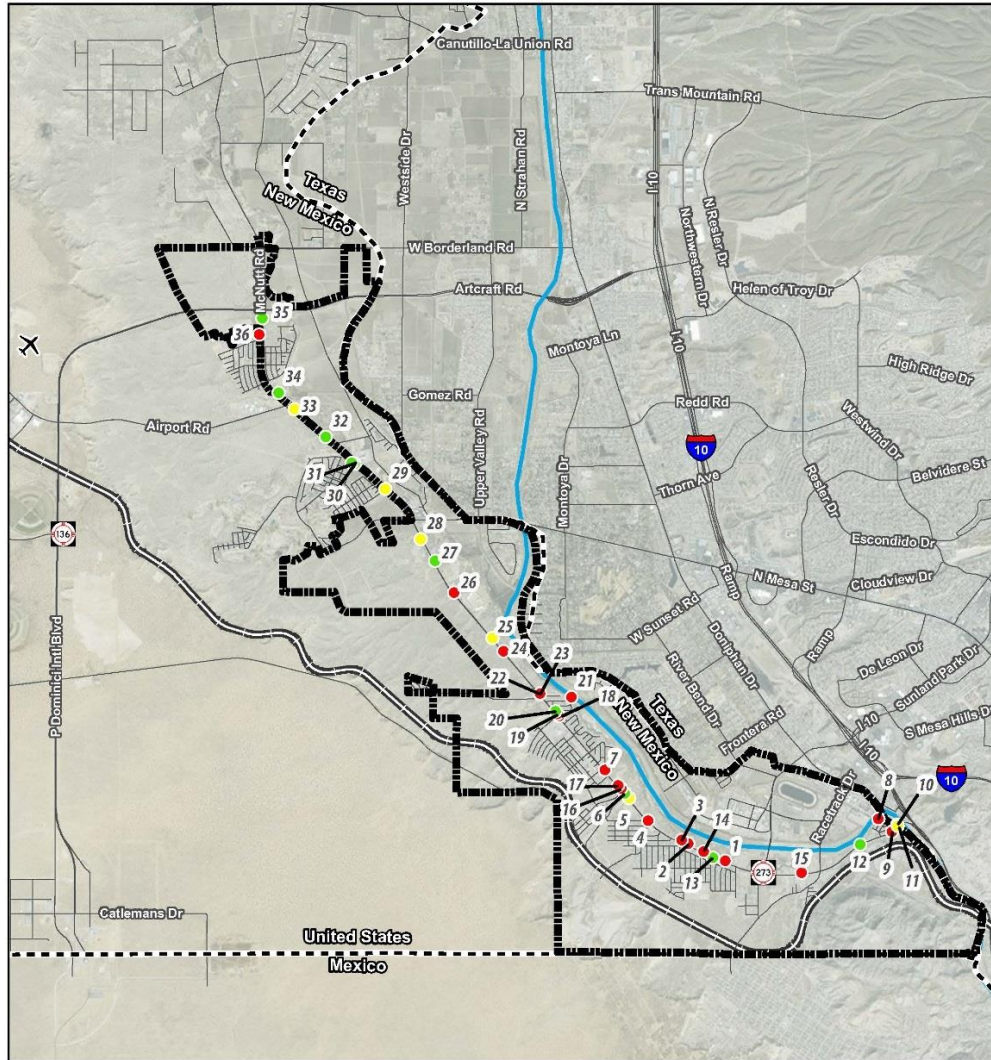 Canutillo-La Union Rd
Trans Mountain Rd
Westside Dr
N Strahan Rd
I 10
N Resler Dr
Northwestern Dr
Texas
New Mexico
W Borderland Rd
Helen of Troy Dr
McNutt Rd
Artcraft Rd
35
36
I 10
Montoya Ln
High Ridge Dr
34
33
Gomez Rd
Redd Rd
Airport Rd
32
Upper Valley Rd
Westwind Dr
10
31
30
29
Montoya Dr
Thorn Ave
Resler Dr
Belvidere St
136
28
27
Escondido Dr
26
N Mesa St
Cloudview Dr
Ramp
25
24
W Sunset Rd
Doniphan Dr
Ramp
De Leon Dr
23
22
21
18
River Bend Dr
Sunland Park Dr
P Dominici Intl Blvd
20
19
Texas
New Mexico
Frontera Rd
I 10
S Mesa Hills Dr
I 10
7
17
16
6
5
4
3
14
Racetrack Dr
8
10
10
2
13
1
15
273
12
9
11
Catlemans Dr
United States
Mexico